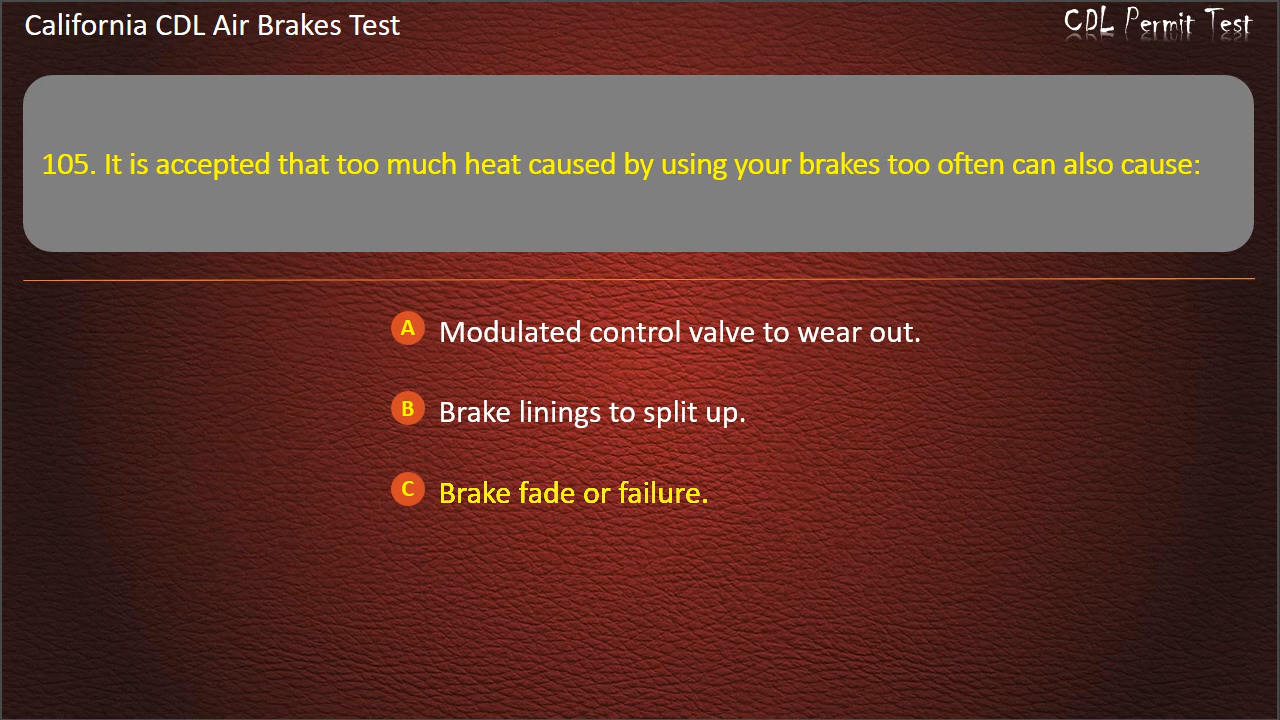 California CDL Air Brakes Test
CDL Permit Test
105. It is accepted that too much heat caused by using your brakes too often can also cause:
A Modulated control valve to wear out.
B Brake linings to split up.
C Brake fade or failure.